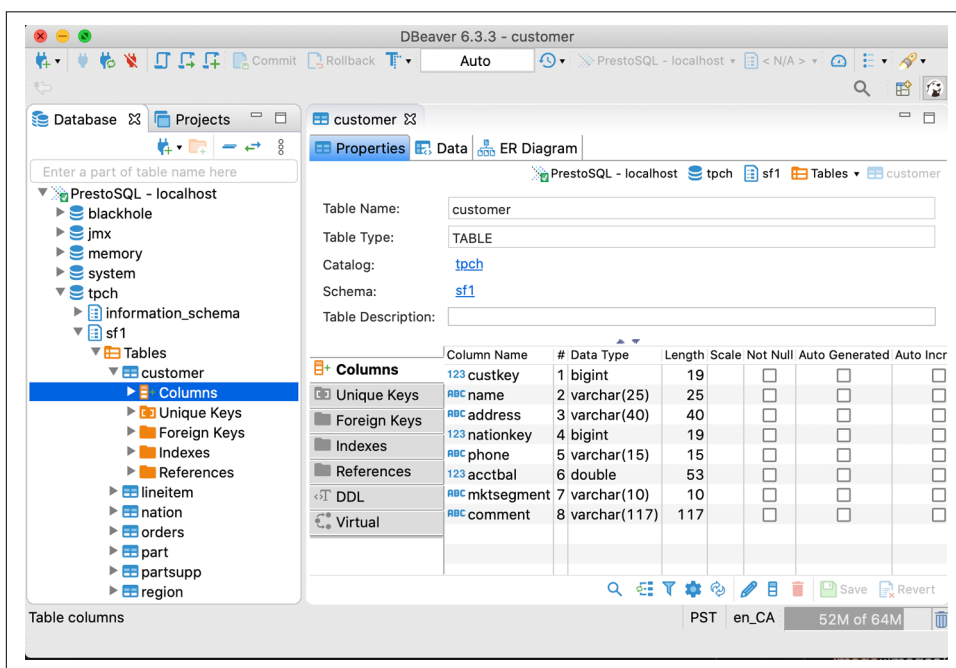 DBeaver 6.3.3 - customer
Commit Rollback Auto PrestoSQL - localhost < N/A >
Database Projects
customer
Properties Data ER Diagram
Enter a part of table name here
PrestoSQL - localhost tpch sf1 Tables customer
PrestoSQL - localhost
blackhole
jmx
memory
system
tpch
information_schema
sf1
Tables
customer
Columns
Unique Keys
Foreign Keys
Indexes
References
lineitem
nation
orders
part
partsupp
region
Table Name: customer
Table Type: TABLE
Catalog: tpch
Schema: sf1
Table Description:
Columns
Unique Keys
Foreign Keys
Indexes
References
DDL
Virtual
Column Name # Data Type Length Scale Not Null Auto Generated Auto Incr
123 custkey 1 bigint 19
ABC name 2 varchar(25) 25
ABC address 3 varchar(40) 40
123 nationkey 4 bigint 19
ABC phone 5 varchar(15) 15
123 acctbal 6 double 53
ABC mktsegment 7 varchar(10) 10
ABC comment 8 varchar(117) 117
Save Revert
Table columns
PST en_CA 52M of 64M